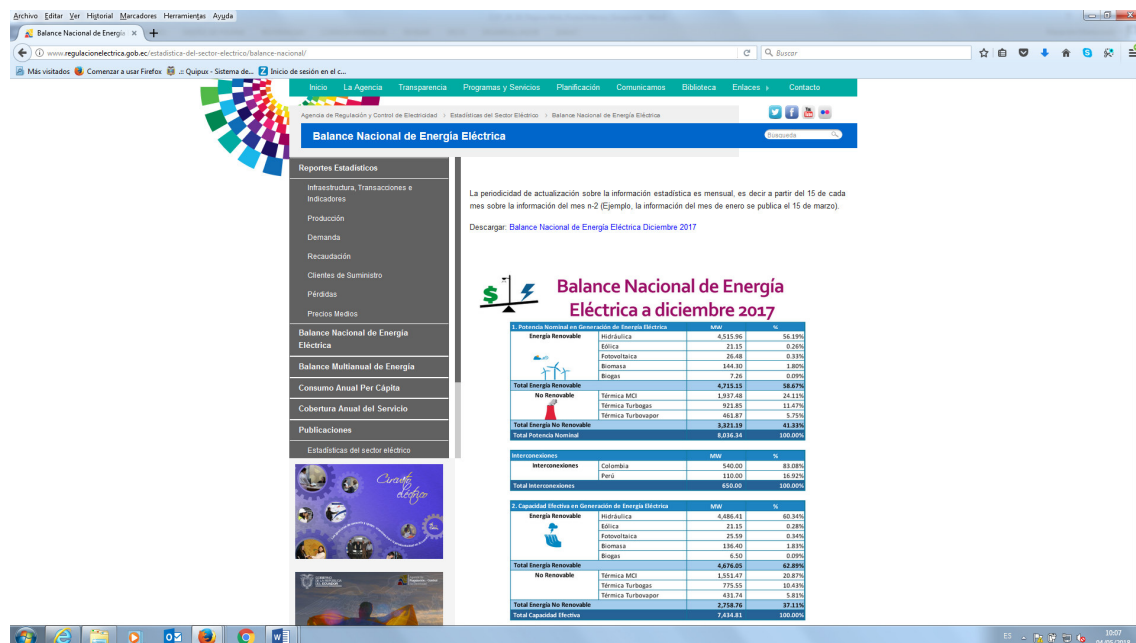 Archivo Editar Ver Historial Marcadores Herramientas Ayuda
Balance Nacional de Energía
www.regulacionelectrica.gob.ec/estadistica-del-sector-electrico/balance-nacional/
Buscar
Más visitados Comenzar a usar Firefox .:: Quipux - Sistema de... Inicio de sesión en el c...
Inicio La Agencia Transparencia Programas y Servicios Planificación Comunicamos Biblioteca Enlaces Contacto
Agencia de Regulación y Control de Electricidad Estadísticas del Sector Eléctrico Balance Nacional de Energía Eléctrica
Balance Nacional de Energía Eléctrica
Búsqueda
Reportes Estadísticos
Infraestructura, Transacciones e
Indicadores
Producción
Demanda
Recaudación
Clientes de Suministro
Pérdidas
Precios Medios
Balance Nacional de Energía
Eléctrica
Balance Multianual de Energía
Consumo Anual Per Cápita
Cobertura Anual del Servicio
Publicaciones
Estadísticas del sector eléctrico
Circuito
eléctrico
La periodicidad de actualización sobre la información estadística es mensual, es decir a partir del 15 de cada
mes sobre la información del mes n-2 (Ejemplo, la información del mes de enero se publica el 15 de marzo).
Descargar: Balance Nacional de Energía Eléctrica Diciembre 2017
Balance Nacional de Energía
Eléctrica a diciembre 2017
1. Potencia Nominal en Generación de Energía Eléctrica MW %
Energía Renovable Hidráulica 4,515.96 56.19%
Eólica 21.15 0.26%
Fotovoltaica 26.48 0.33%
Biomasa 144.30 1.80%
Biogas 7.26 0.09%
Total Energía Renovable 4,715.15 58.67%
No Renovable Térmica MCI 1,937.48 24.11%
Térmica Turbogas 921.85 11.47%
Térmica Turbovapor 461.87 5.75%
Total Energía No Renovable 3,321.19 41.33%
Total Potencia Nominal 8,036.34 100.00%
Interconexiones MW %
Interconexiones Colombia 540.00 83.08%
Perú 110.00 16.92%
Total Interconexiones 650.00 100.00%
2. Capacidad Efectiva en Generación de Energía Eléctrica MW %
Energía Renovable Hidráulica 4,486.41 60.34%
Eólica 21.15 0.28%
Fotovoltaica 25.59 0.34%
Biomasa 136.40 1.83%
Biogas 6.50 0.09%
Total Energía Renovable 4,676.05 62.89%
No Renovable Térmica MCI 1,551.47 20.87%
Térmica Turbogas 775.55 10.43%
Térmica Turbovapor 431.74 5.81%
Total Energía No Renovable 2,758.76 37.11%
Total Capacidad Efectiva 7,434.81 100.00%
ES
10:07